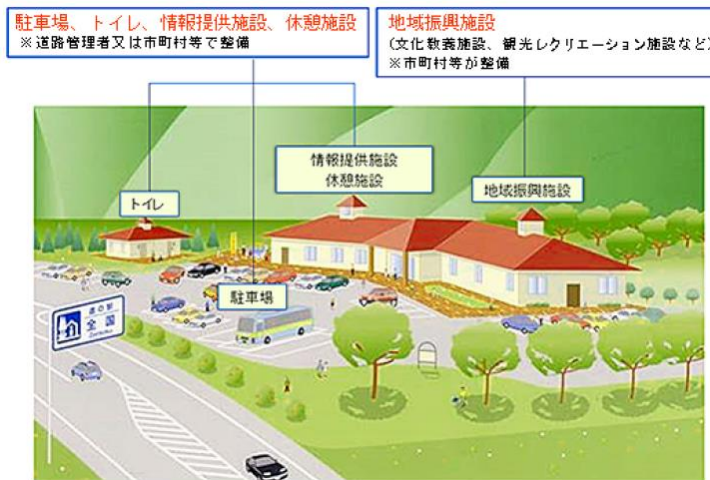 駐車場、トイレ、情報提供施設、休憩施設
※道路管理者又は市町村等で整備
地域振興施設
(文化教養施設、観光レクリエーション施設など)
※市町村等が整備
情報提供施設
休憩施設
トイレ
地域振興施設
駐車場
道の駅
全国
Zenkoku